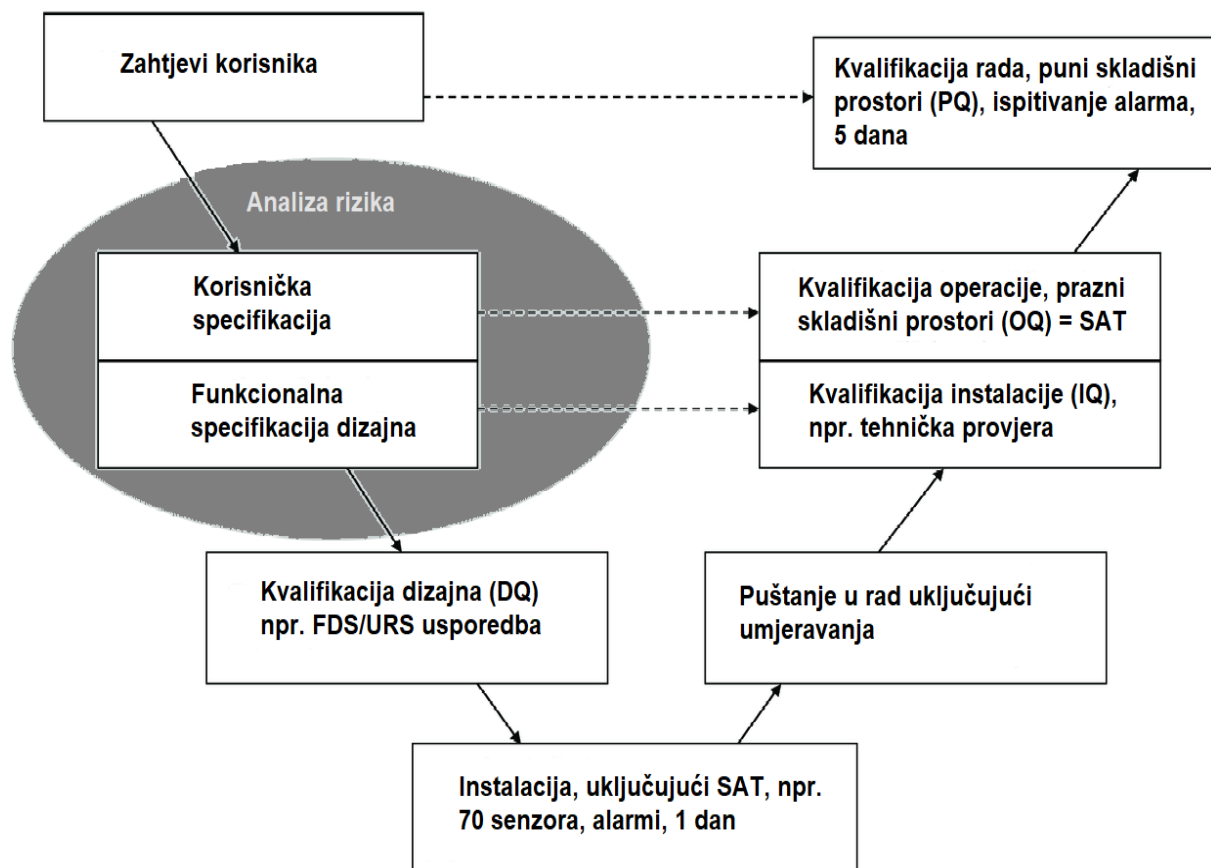 Zahtjevi korisnika
Kvalifikacija rada, puni skladišni
prostori (PQ), ispitivanje alarma,
5 dana
Analiza rizika
Korisnička
specifikacija
Kvalifikacija operacije, prazni
skladišni prostori (OQ) = SAT
Funkcionalna
specifikacija dizajna
Kvalifikacija instalacije (IQ),
npr. tehnička provjera
Kvalifikacija dizajna (DQ)
npr. FDS/URS usporedba
Puštanje u rad uključujući
umjeravanja
Instalacija, uključujući SAT, npr.
70 senzora, alarmi, 1 dan